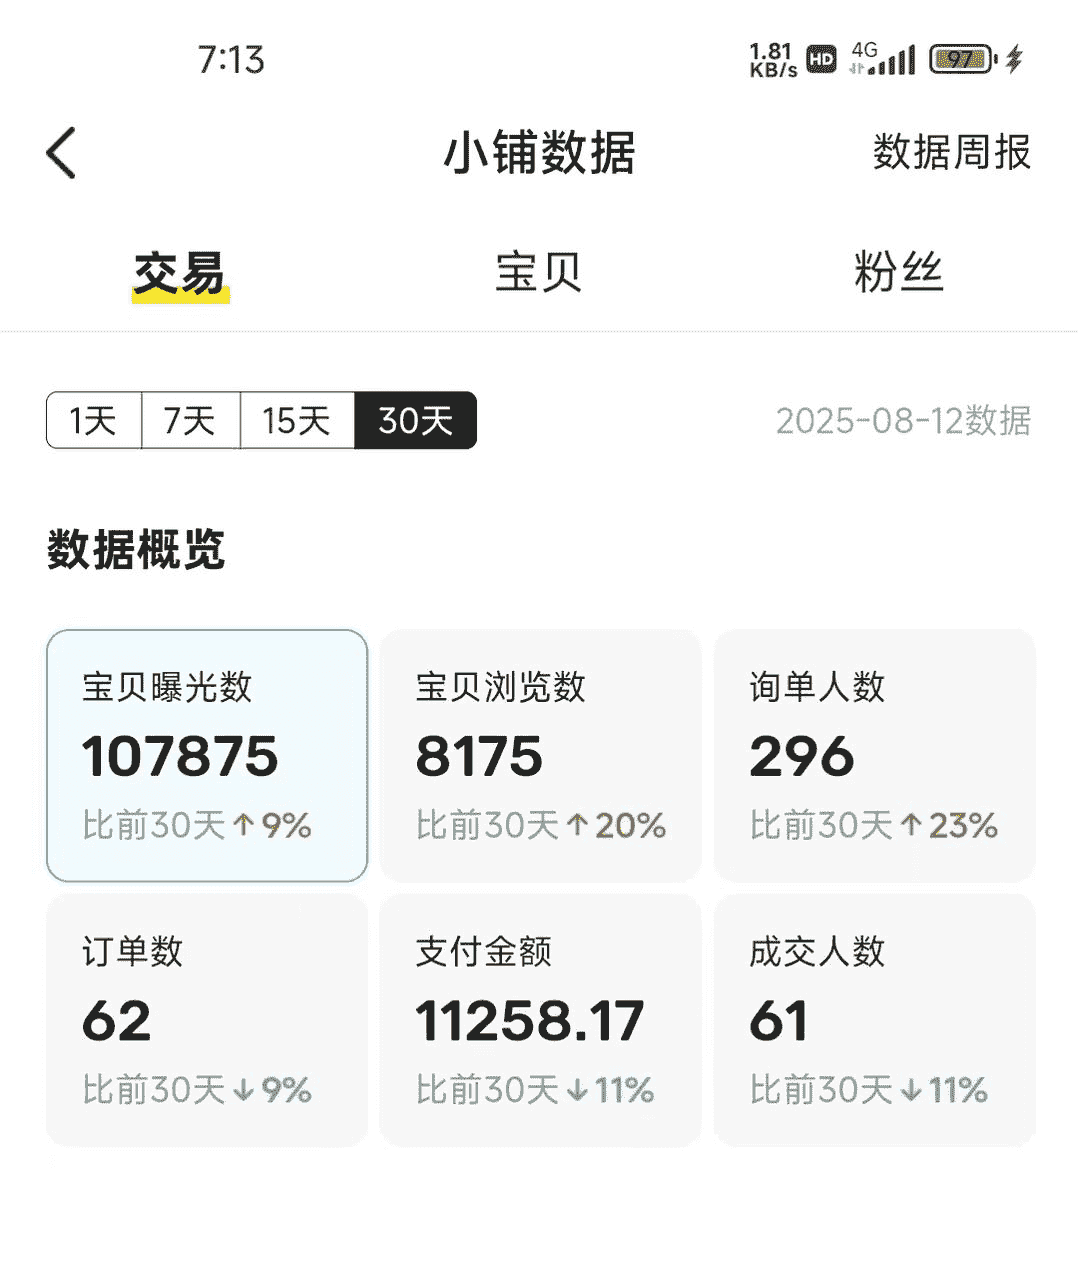 7:13
1.81 KB/s HD 4G 97
小铺数据
数据周报
交易 宝贝 粉丝
1天 7天 15天 30天
2025-08-12数据
数据概览
宝贝曝光数
107875
比前30天↑9%
宝贝浏览数
8175
比前30天↑20%
询单人数
296
比前30天↑23%
订单数
62
比前30天↓9%
支付金额
11258.17
比前30天↓11%
成交人数
61
比前30天↓11%